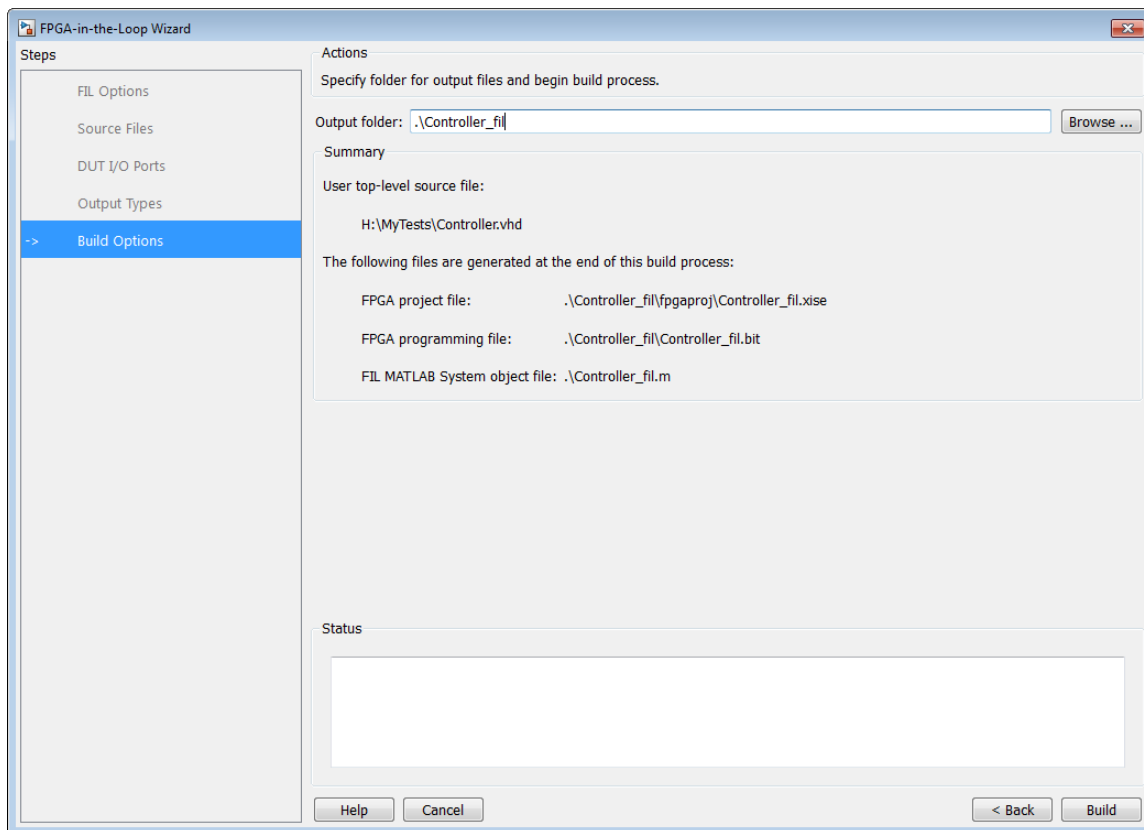 FPGA-in-the-Loop Wizard
Steps
FIL Options
Source Files
DUT I/O Ports
Output Types
-> Build Options
Actions
Specify folder for output files and begin build process.
Output folder: .\Controller_fil Browse ...
Summary
User top-level source file:
H:\MyTests\Controller.vhd
The following files are generated at the end of this build process:
FPGA project file: .\Controller_fil\fpgaproj\Controller_fil.xise
FPGA programming file: .\Controller_fil\Controller_fil.bit
FIL MATLAB System object file: .\Controller_fil.m
Status
Help Cancel < Back Build